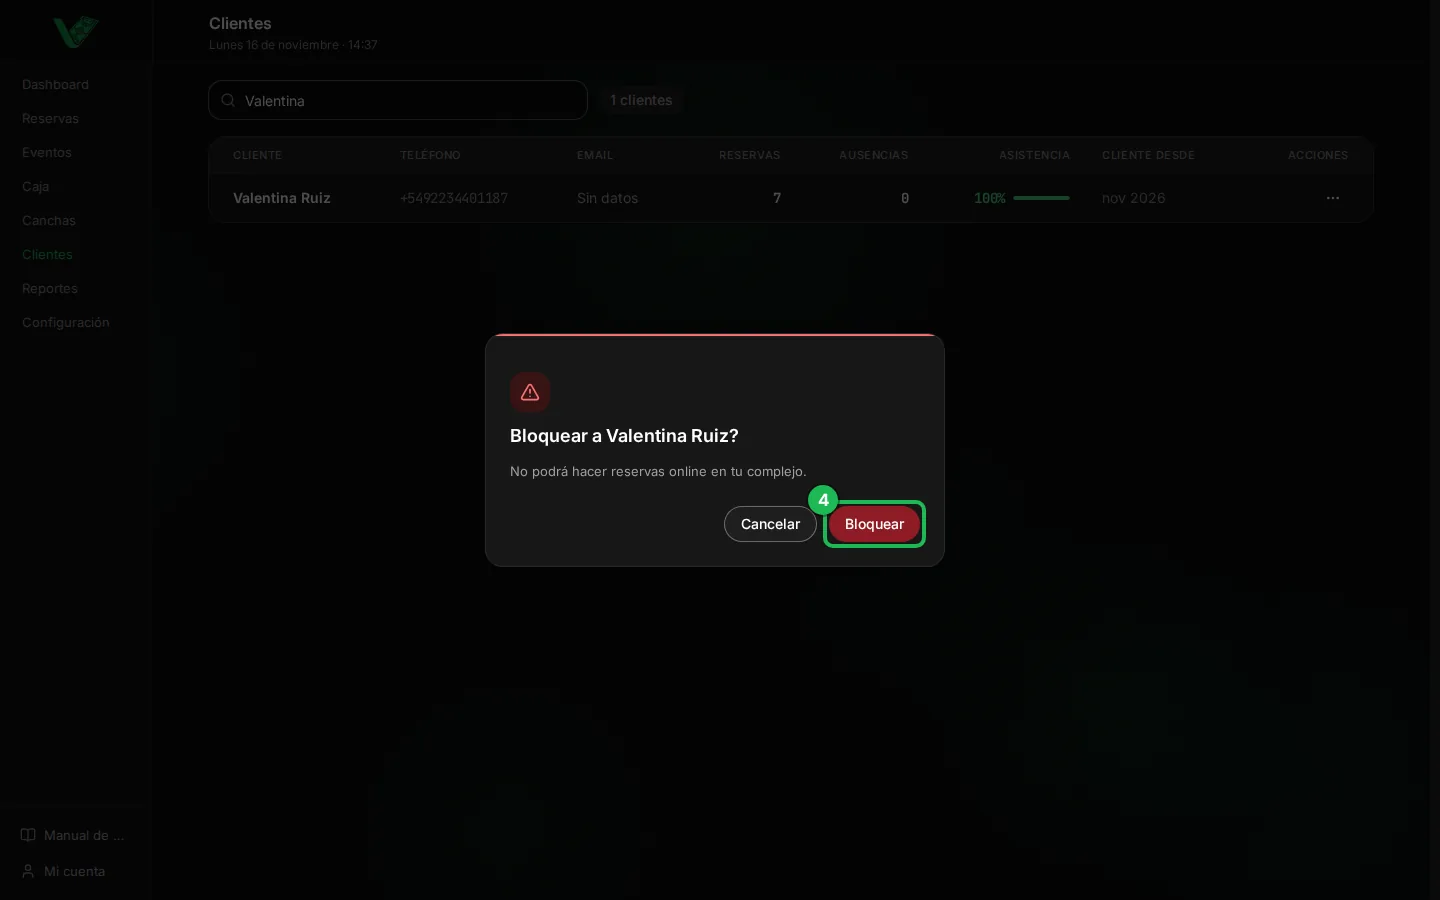 Clientes
Lunes 16 de noviembre · 14:37
Dashboard
Reservas
Eventos
Caja
Canchas
Clientes
Reportes
Configuración
Valentina
1 clientes
CLIENTE TELÉFONO EMAIL RESERVAS AUSENCIAS ASISTENCIA CLIENTE DESDE ACCIONES
Valentina Ruiz +5492234401187 Sin datos 7 0 100% nov 2026 ...
Bloquear a Valentina Ruiz?
No podrá hacer reservas online en tu complejo.
4
Cancelar Bloquear
Manual de ...
Mi cuenta